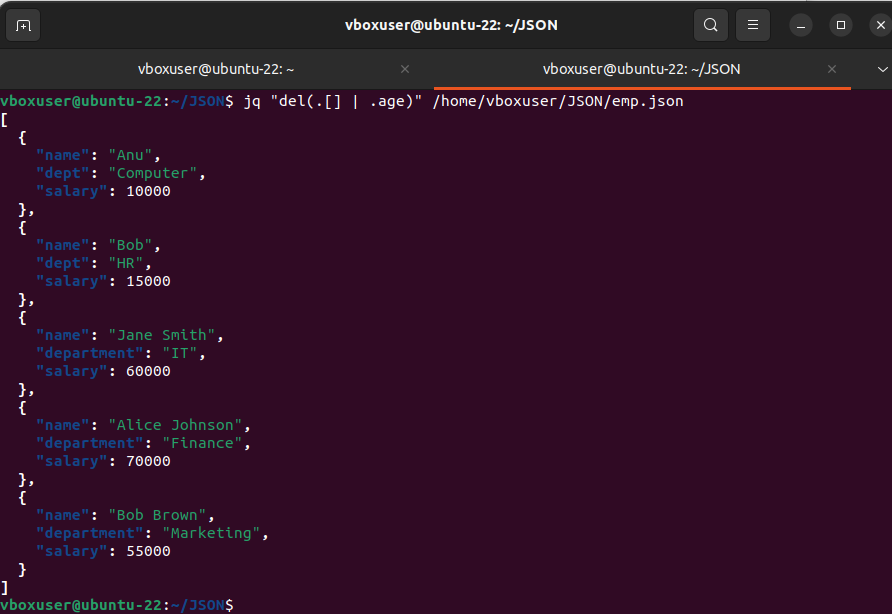 vboxuser@ubuntu-22: ~/JSON
vboxuser@ubuntu-22: ~
vboxuser@ubuntu-22: ~/JSON
vboxuser@ubuntu-22:~/JSON$ jq "del(.[] | .age)" /home/vboxuser/JSON/emp.json
[
  {
    "name": "Anu",
    "dept": "Computer",
    "salary": 10000
  },
  {
    "name": "Bob",
    "dept": "HR",
    "salary": 15000
  },
  {
    "name": "Jane Smith",
    "department": "IT",
    "salary": 60000
  },
  {
    "name": "Alice Johnson",
    "department": "Finance",
    "salary": 70000
  },
  {
    "name": "Bob Brown",
    "department": "Marketing",
    "salary": 55000
  }
]
vboxuser@ubuntu-22:~/JSON$